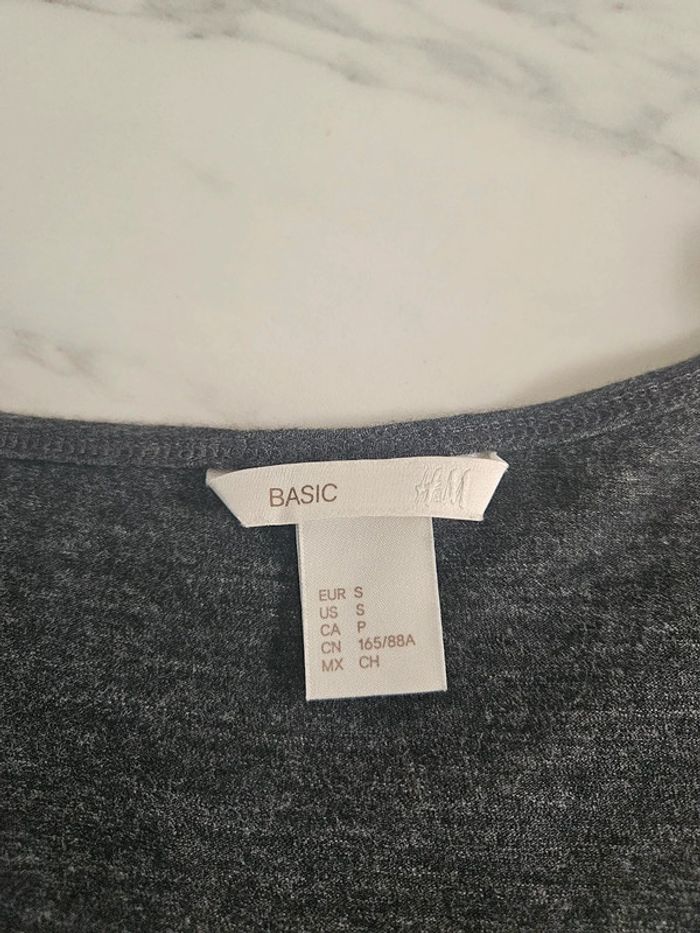 BASIC H&M
EUR S
US S
CA P
CN 165/88A
MX CH